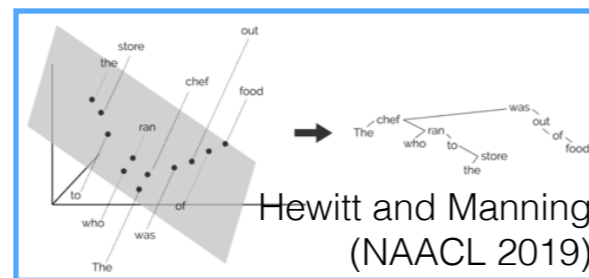 out
store
the
chef
food
ran
to
who
of
was
The
was
chef
out
The
ran
of
who
to
food
store
the
Hewitt and Manning
(NAACL 2019)